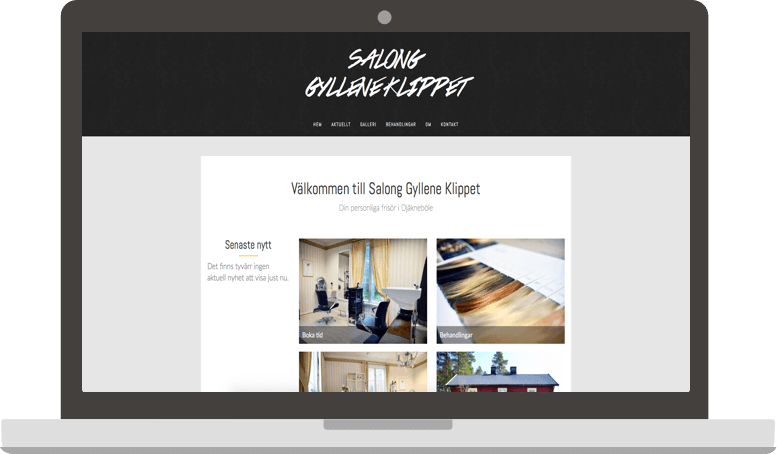 SALONG
GYLLENE KLIPPET
HEM AKTUELLT GALLERI BEHANDLINGAR OM KONTAKT
Välkommen till Salong Gyllene Klippet
Din personliga frisör i Djäkneböle
Senaste nytt
Det finns tyvärr ingen
aktuell nyhet att visa just nu.
Boka tid
Behandlingar